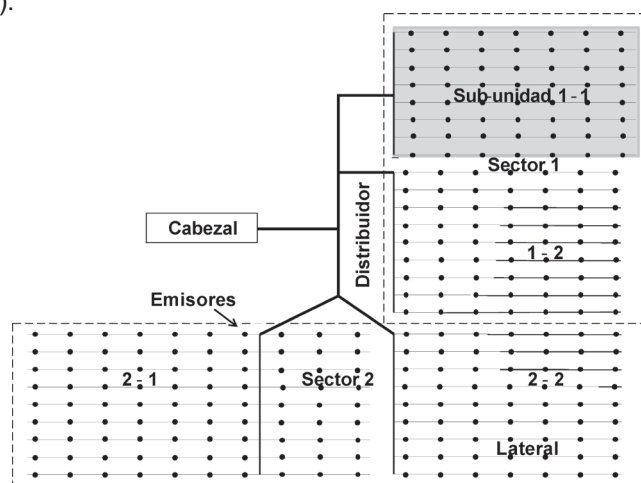 ).
Sub-unidad 1 - 1
Sector 1
Distribuidor
Cabezal
1 - 2
Emisores
2 - 1
Sector 2
2 - 2
Lateral